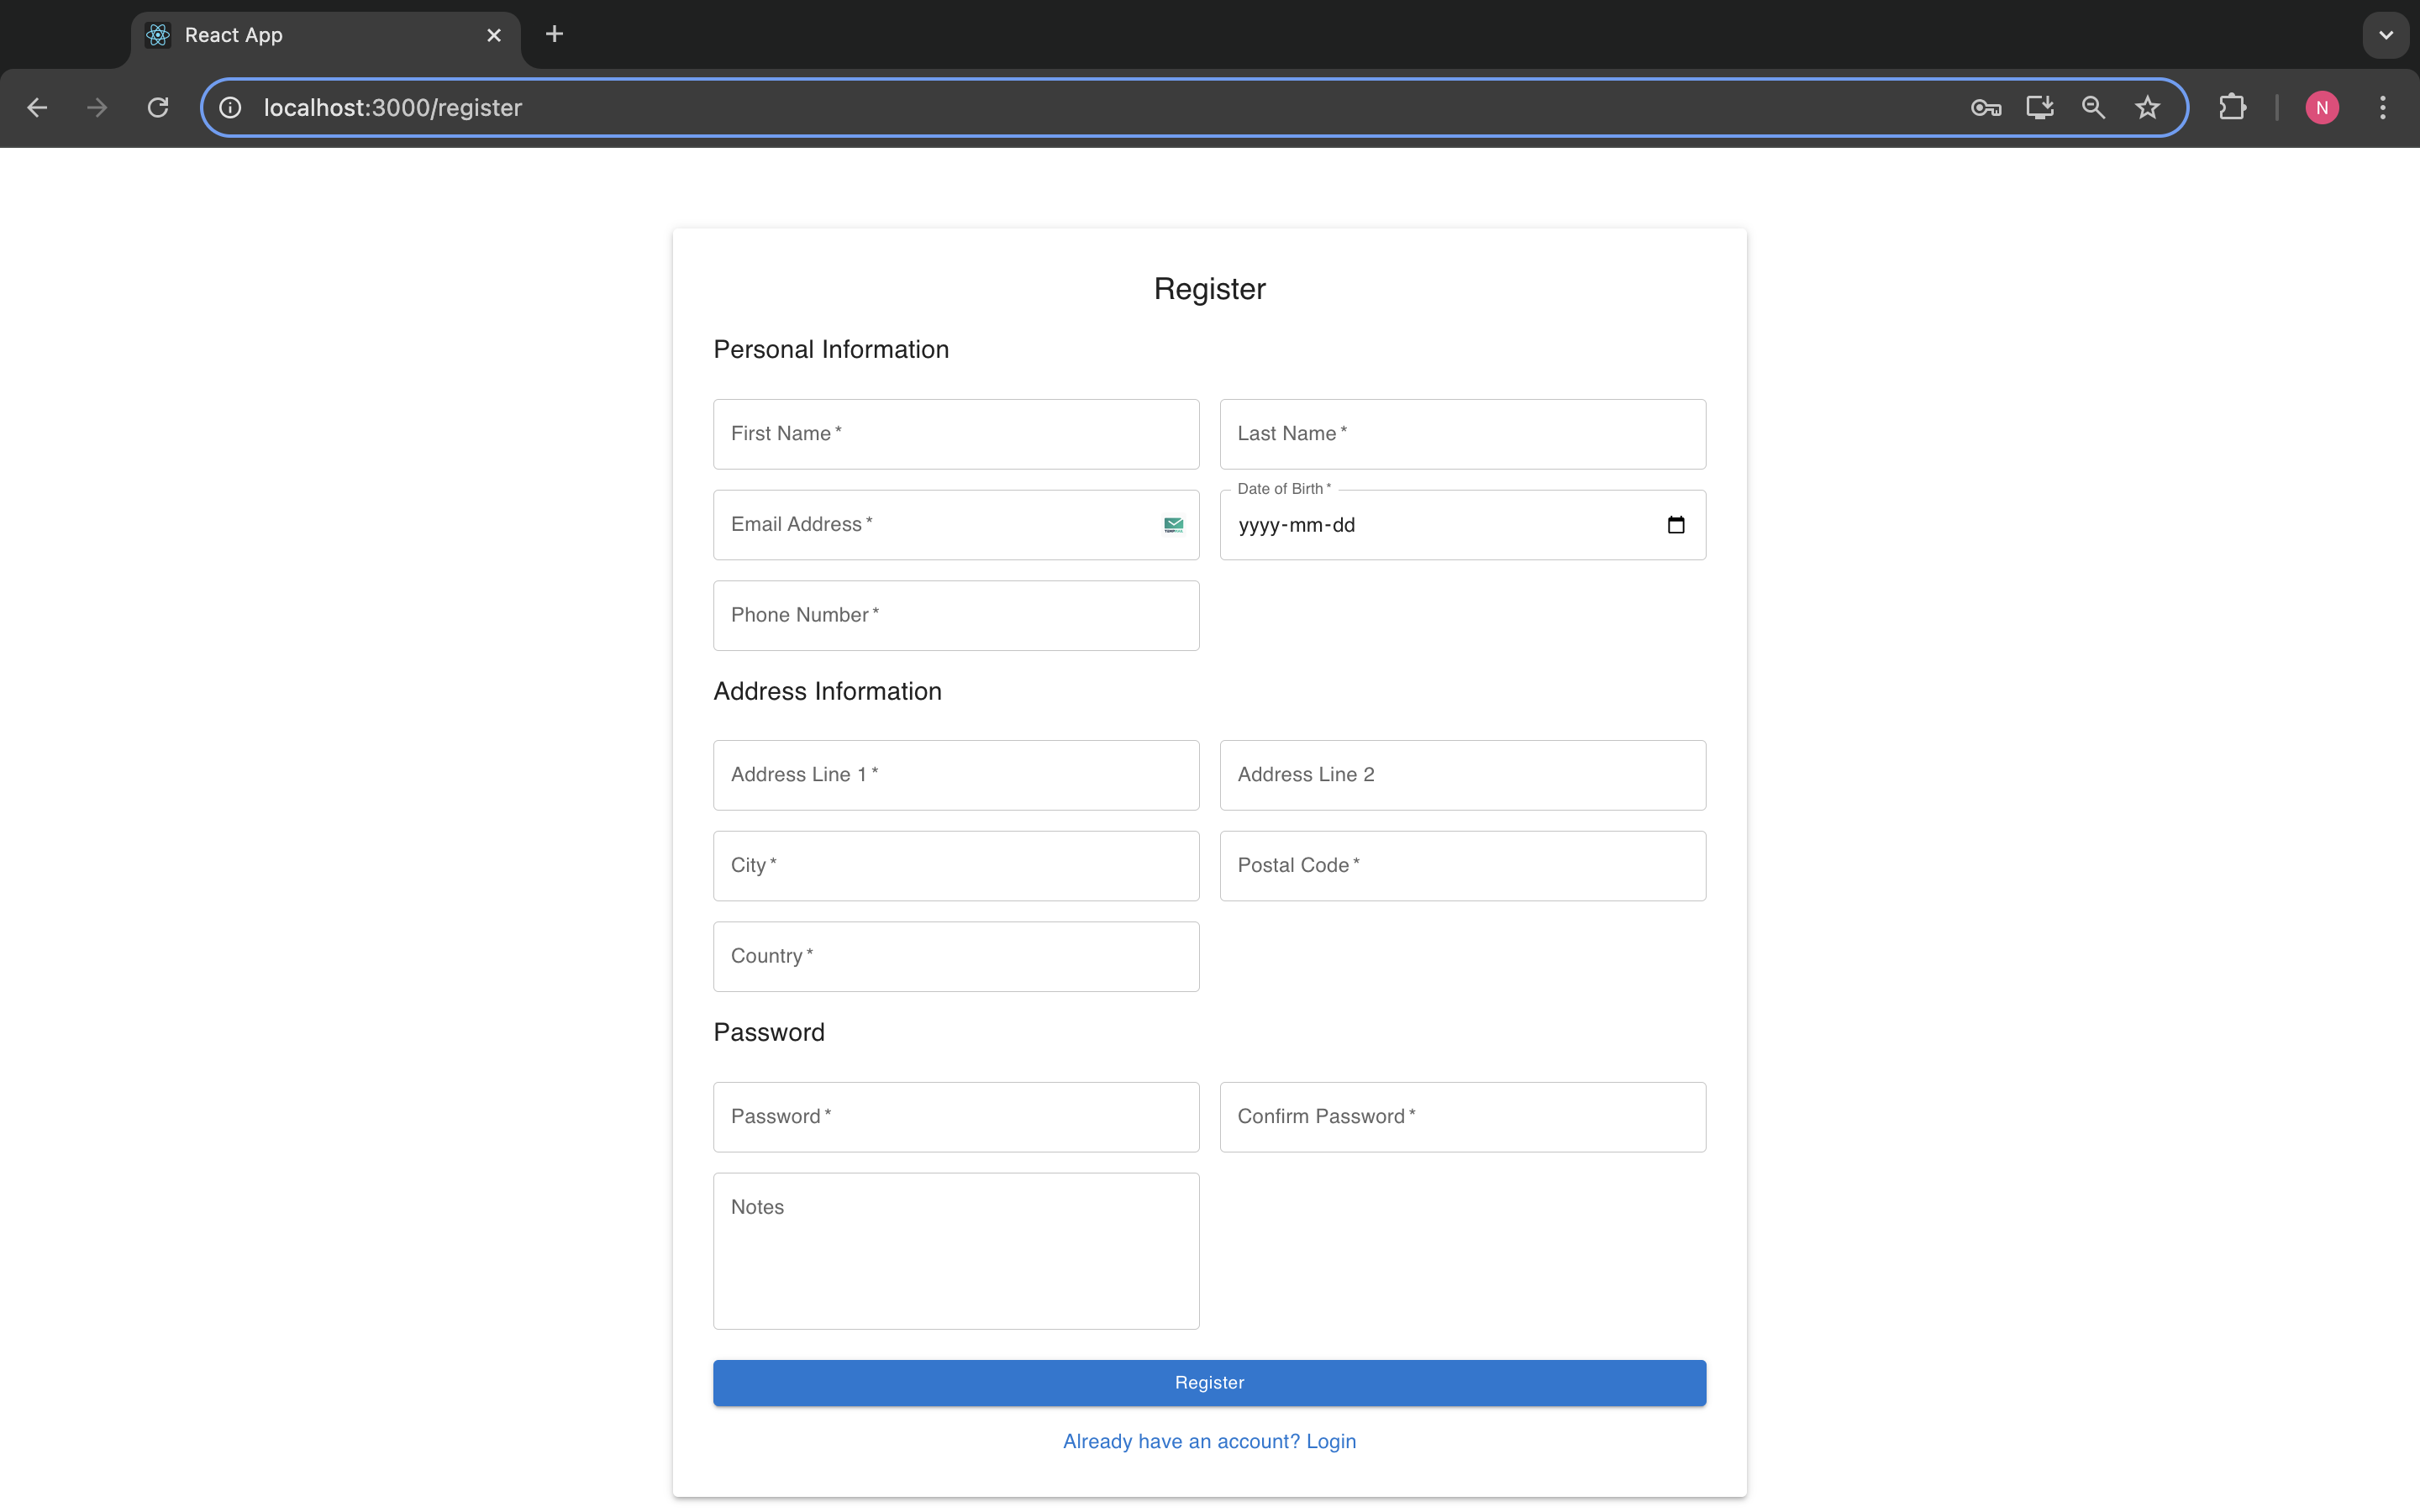 React App
localhost:3000/register
N
Register
Personal Information
First Name *
Last Name *
Email Address *
Date of Birth *
yyyy-mm-dd
Phone Number *
Address Information
Address Line 1 *
Address Line 2
City *
Postal Code *
Country *
Password
Password *
Confirm Password *
Notes
Register
Already have an account? Login